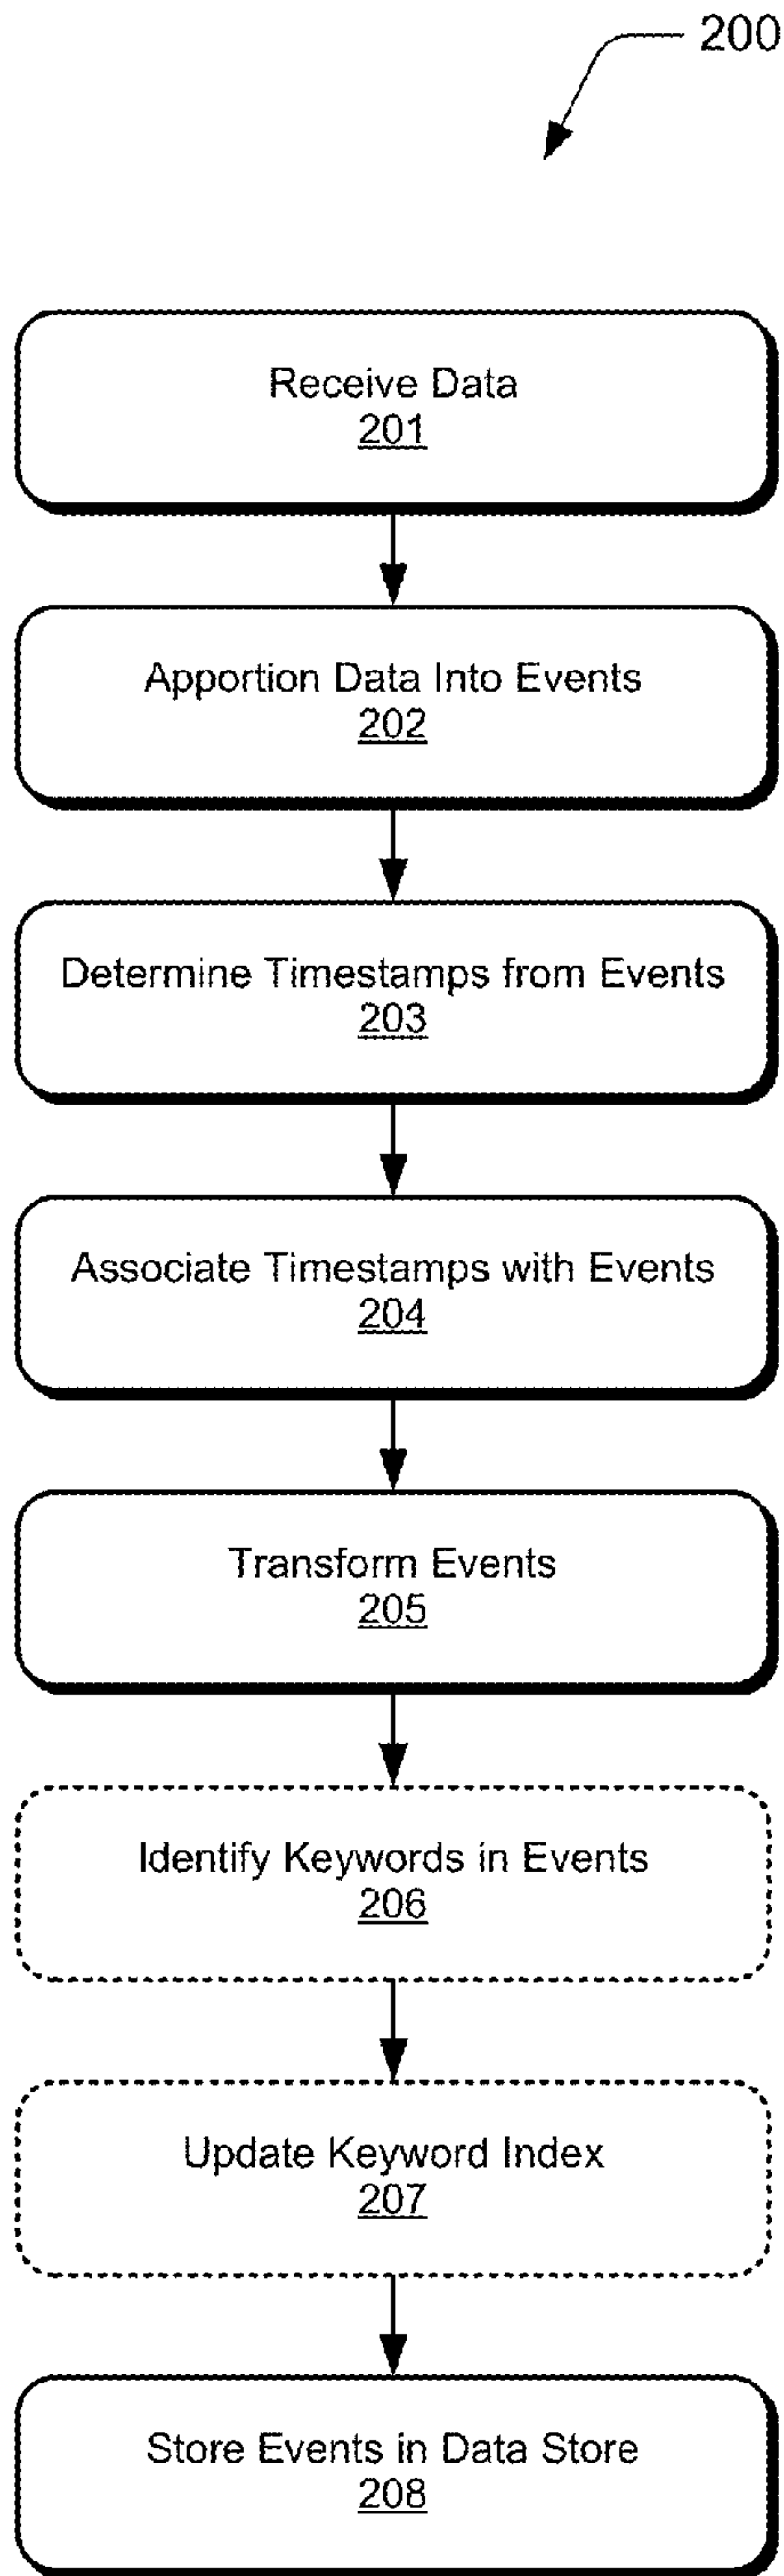 200
Receive Data
201
Apportion Data Into Events
202
Determine Timestamps from Events
203
Associate Timestamps with Events
204
Transform Events
205
Identify Keywords in Events
206
Update Keyword Index
207
Store Events in Data Store
208